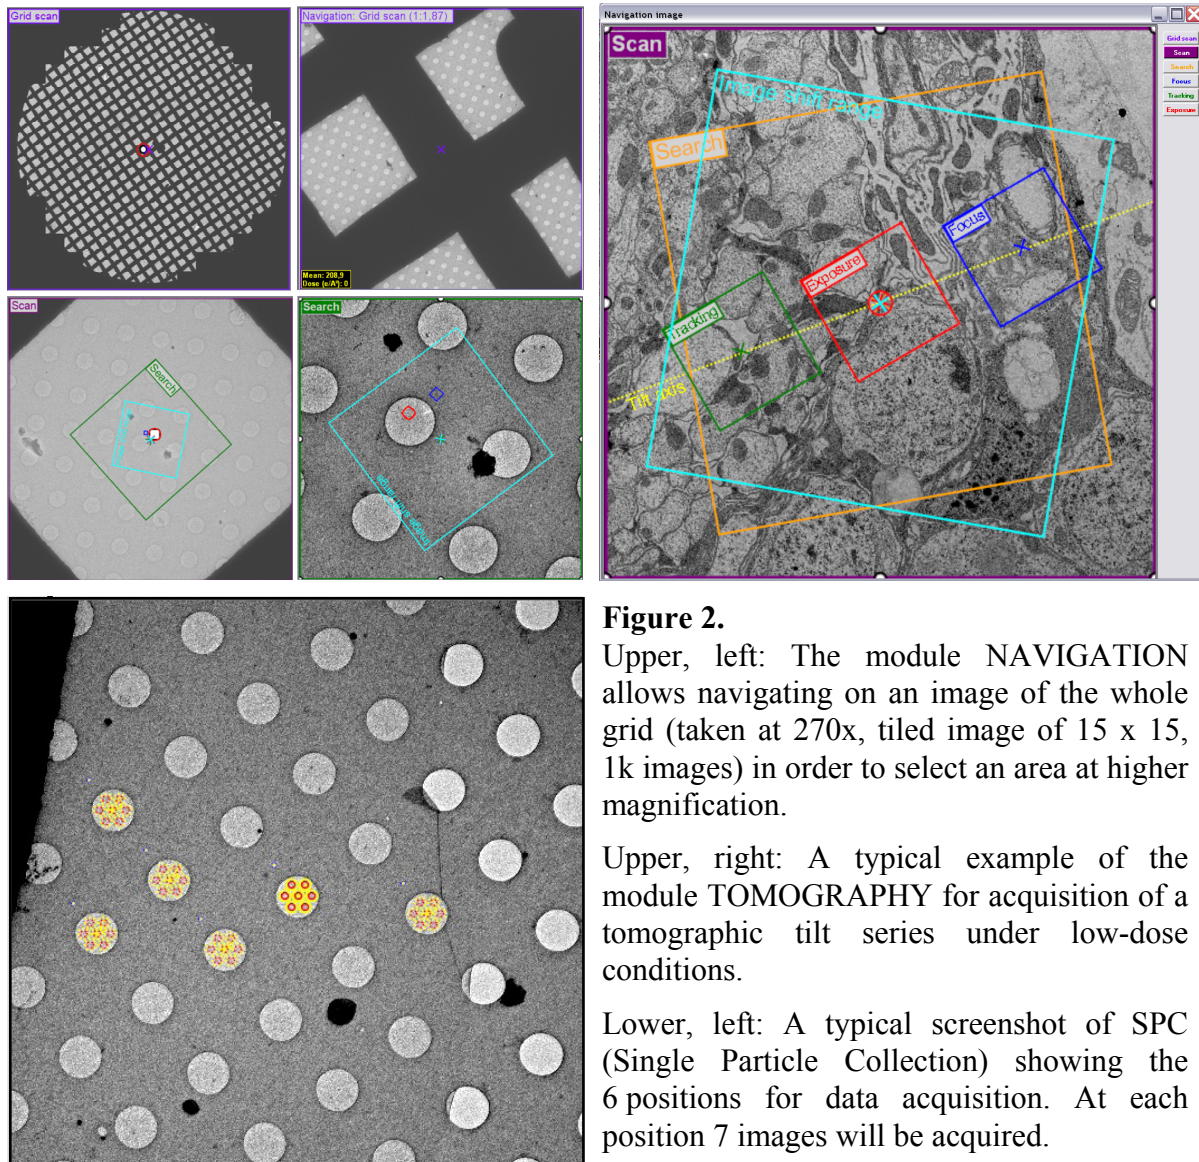 Grid scan
Navigation: Grid scan (1:1,87)
Mean: 208,9
Dose (e/A²): 0
Scan
Search
Search
Image shift range
Navigation image
Scan
Image shift range
Search
Focus
Exposure
Tracking
Tilt axis
Grid scan
Scan
Search
Focus
Tracking
Exposure
Figure 2.
Upper, left: The module NAVIGATION
allows navigating on an image of the whole
grid (taken at 270x, tiled image of 15 x 15,
1k images) in order to select an area at higher
magnification.
Upper, right: A typical example of the
module TOMOGRAPHY for acquisition of a
tomographic tilt series under low-dose
conditions.
Lower, left: A typical screenshot of SPC
(Single Particle Collection) showing the
6 positions for data acquisition. At each
position 7 images will be acquired.